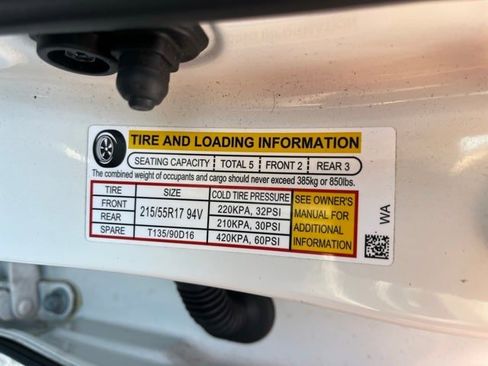 TIRE AND LOADING INFORMATION
SEATING CAPACITY TOTAL 5 FRONT 2 REAR 3
The combined weight of occupants and cargo should never exceed 385kg or 850lbs.
TIRE SIZE COLD TIRE PRESSURE
FRONT 215/55R17 94V 220KPA, 32PSI
REAR 210KPA, 30PSI
SPARE T135/90D16 420KPA, 60PSI
SEE OWNER'S
MANUAL FOR
ADDITIONAL
INFORMATION
WA